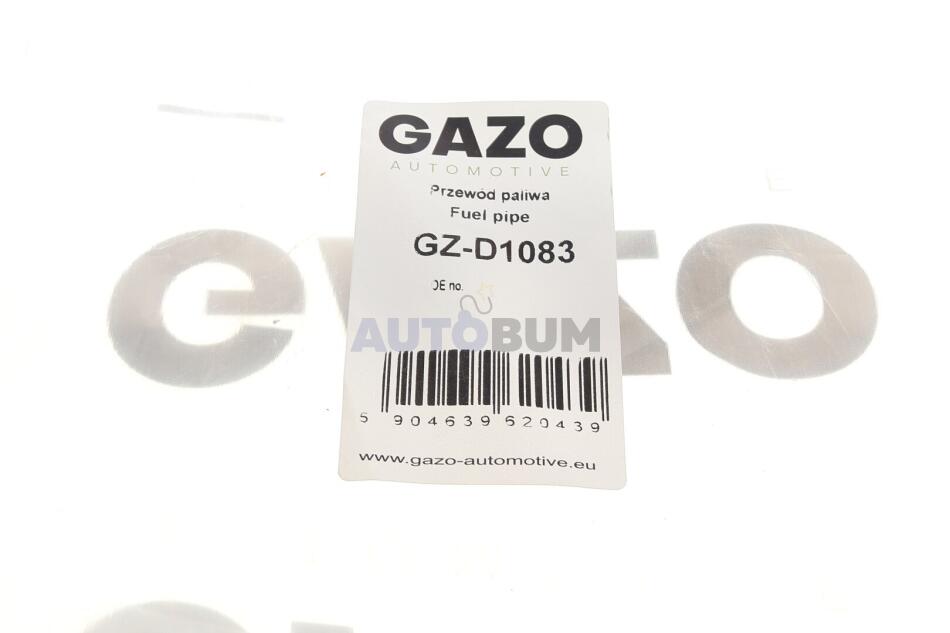 GAZO
AUTOMOTIVE
Przewód paliwa
Fuel pipe
GZ-D1083
OE no.
AUTOBUM
5 904639 620439
www.gazo-automotive.eu